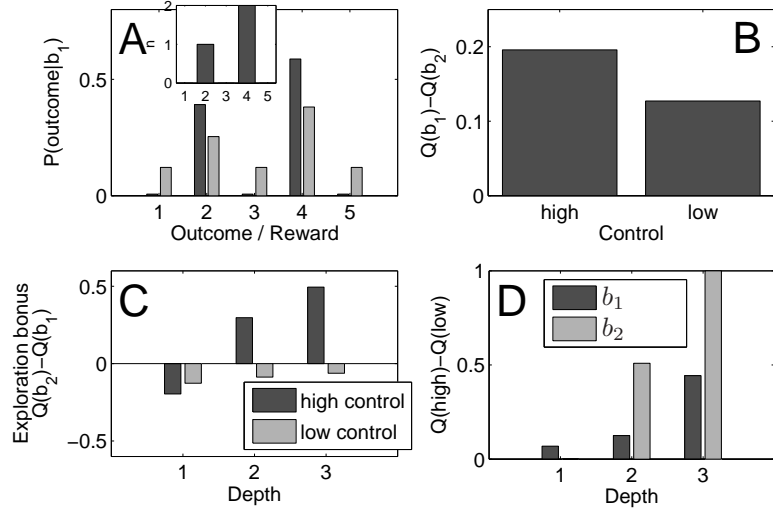 A
P(outcome|b1)
0.5
0
1 2 3 4 5
Outcome / Reward
n
2
1
0
1 2 3 4 5
B
Q(b1)−Q(b2)
0.2
0.1
0
high low
Control
C
Exploration bonus
Q(b2)−Q(b1)
0.5
0
−0.5
1 2 3
Depth
high control
low control
D
Q(high)−Q(low)
1
0.5
0
1 2 3
Depth
b1
b2